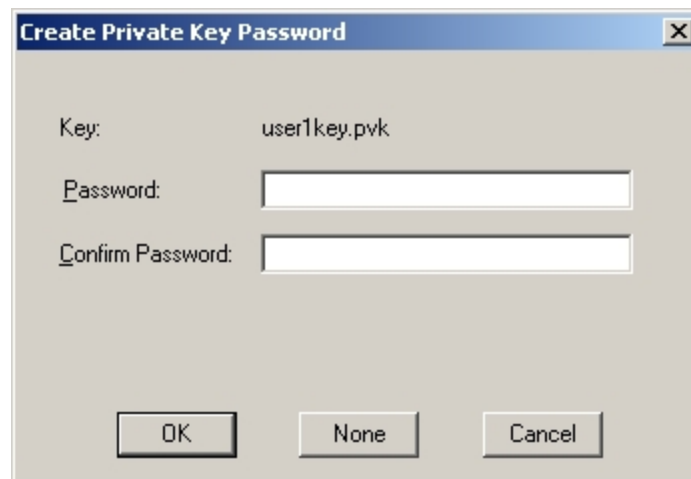 Create Private Key Password
Key: user1key.pvk
Password:
Confirm Password:
OK None Cancel